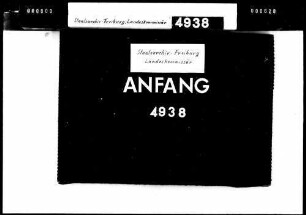 Staatsarchiv Freiburg, Landeskommissär 4938
Staatsarchiv Freiburg
Landeskommissär
ANFANG
4938